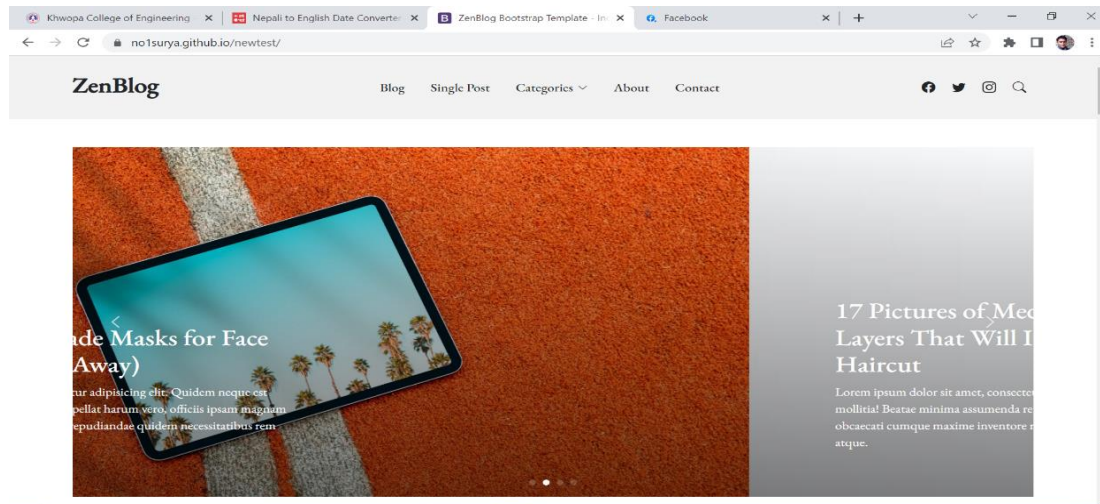 Khwopa College of Engineering
Nepali to English Date Converter
ZenBlog Bootstrap Template - In
Facebook
no1surya.github.io/newtest/
ZenBlog
Blog Single Post Categories About Contact
ade Masks for Face
Away)
tur adipisicing elit. Quidem neque est
pellat harum vero, officiis ipsam magnam
repudiandae quidem necessitatibus rem
17 Pictures of Med
Layers That Will I
Haircut
Lorem ipsum dolor sit amet, consectet
mollitia! Beatae minima assumenda re
obcaecati cumque maxime inventore
atque.